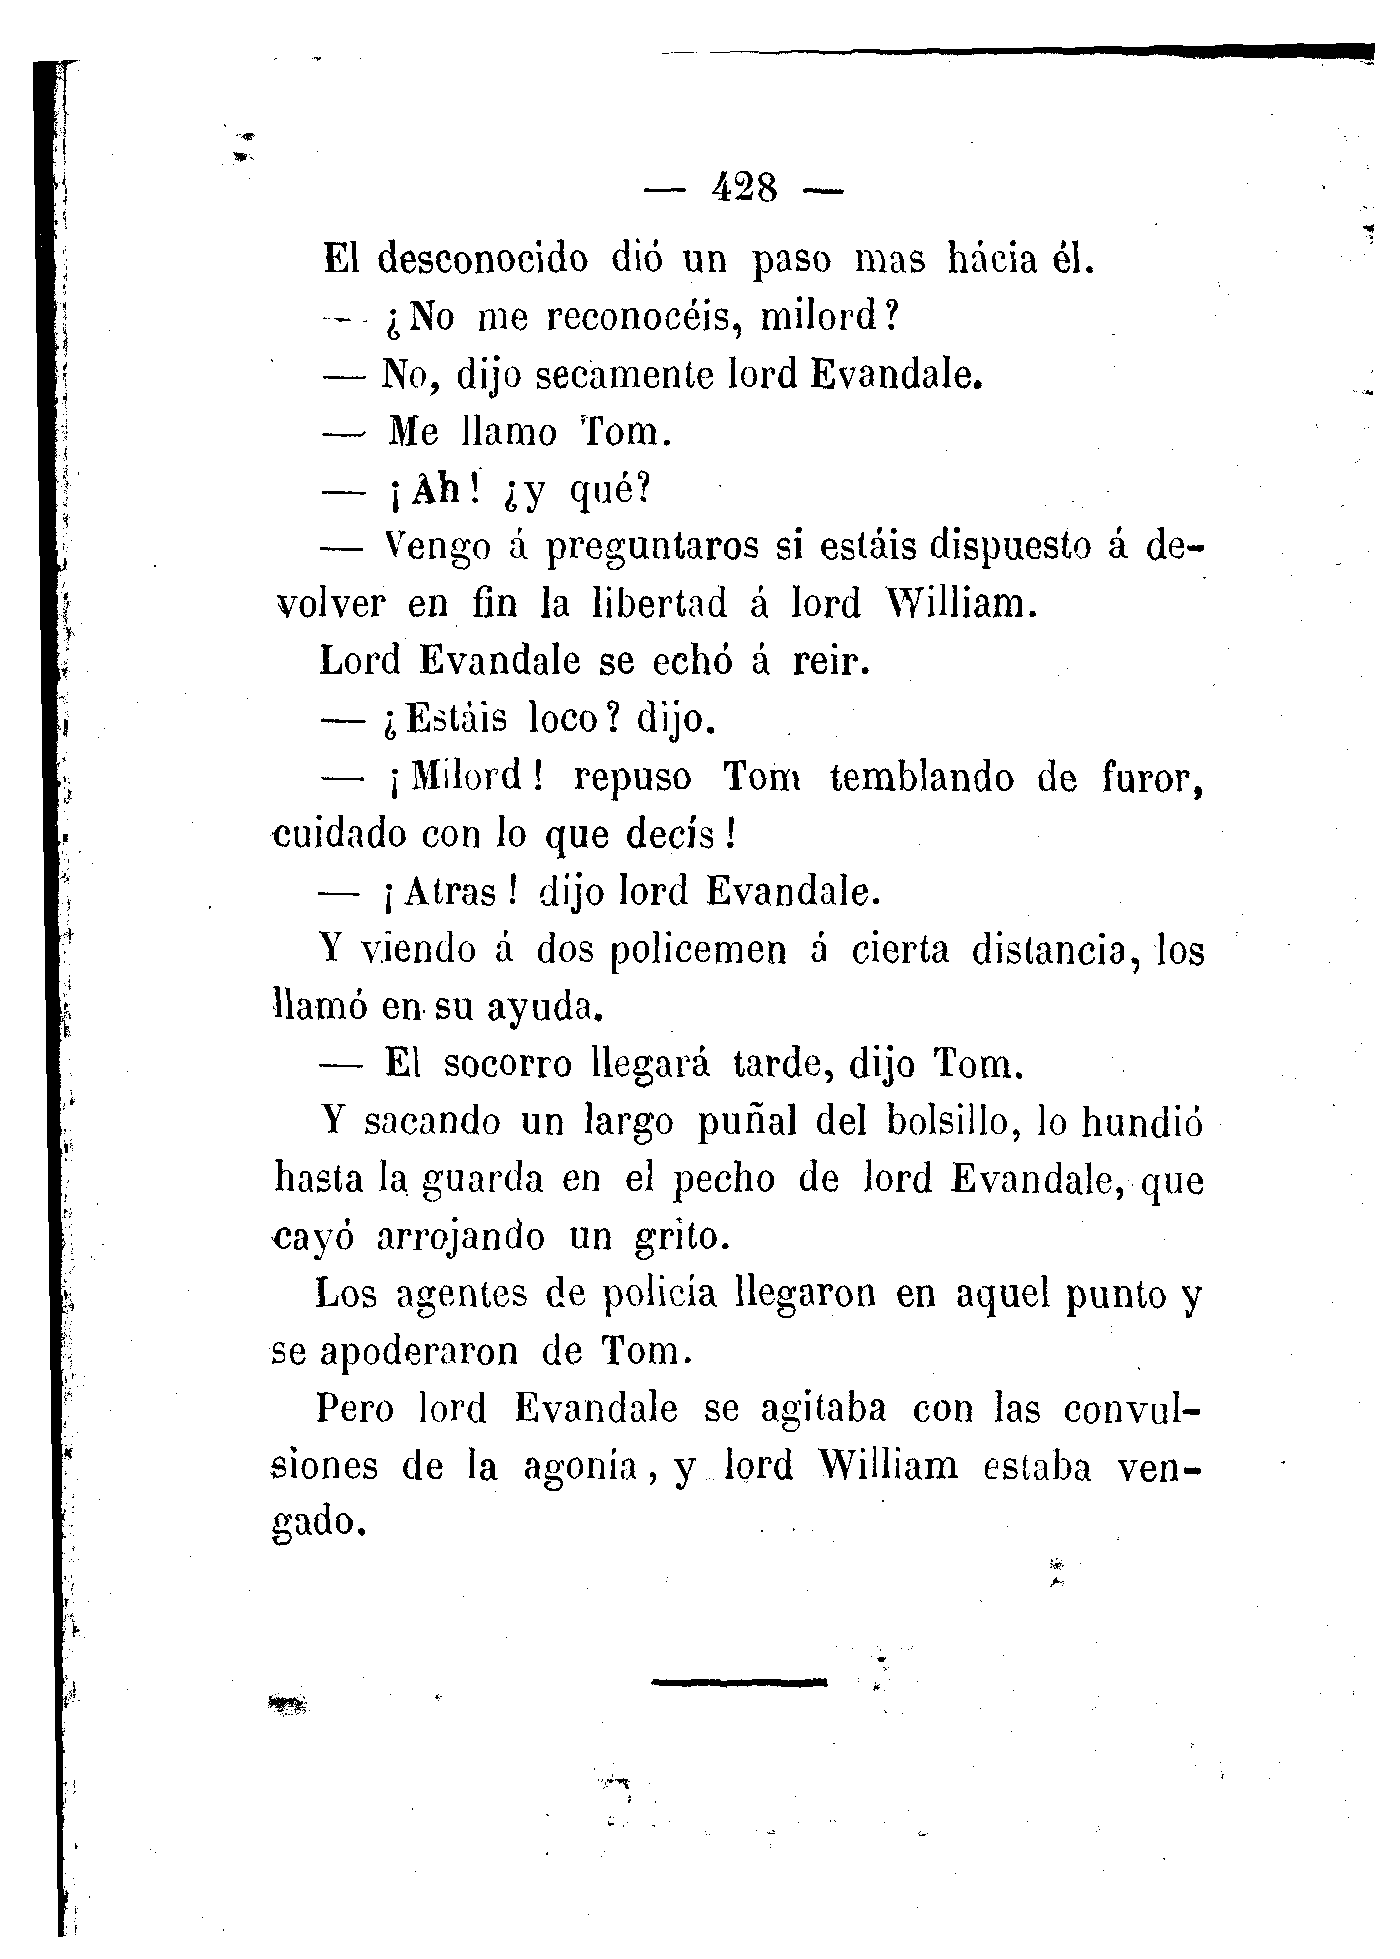 — 428 —
El desconocido dió un paso mas hácia él.
— ¿No me reconocéis, milord?
— No, dijo secamente lord Evandale.
— Me llamo Tom.
— ¡Ah! ¿y qué?
— Vengo á preguntaros si estáis dispuesto á de-
volver en fin la libertad á lord William.
Lord Evandale se echó á reir.
— ¿Estáis loco? dijo.
— ¡Milord! repuso Tom temblando de furor,
cuidado con lo que decís!
— ¡Atras! dijo lord Evandale.
Y viendo á dos policemen á cierta distancia, los
llamó en su ayuda.
— El socorro llegará tarde, dijo Tom.
Y sacando un largo puñal del bolsillo, lo hundió
hasta la guarda en el pecho de lord Evandale, que
cayó arrojando un grito.
Los agentes de policía llegaron en aquel punto y
se apoderaron de Tom.
Pero lord Evandale se agitaba con las convul-
siones de la agonía, y lord William estaba ven-
gado.